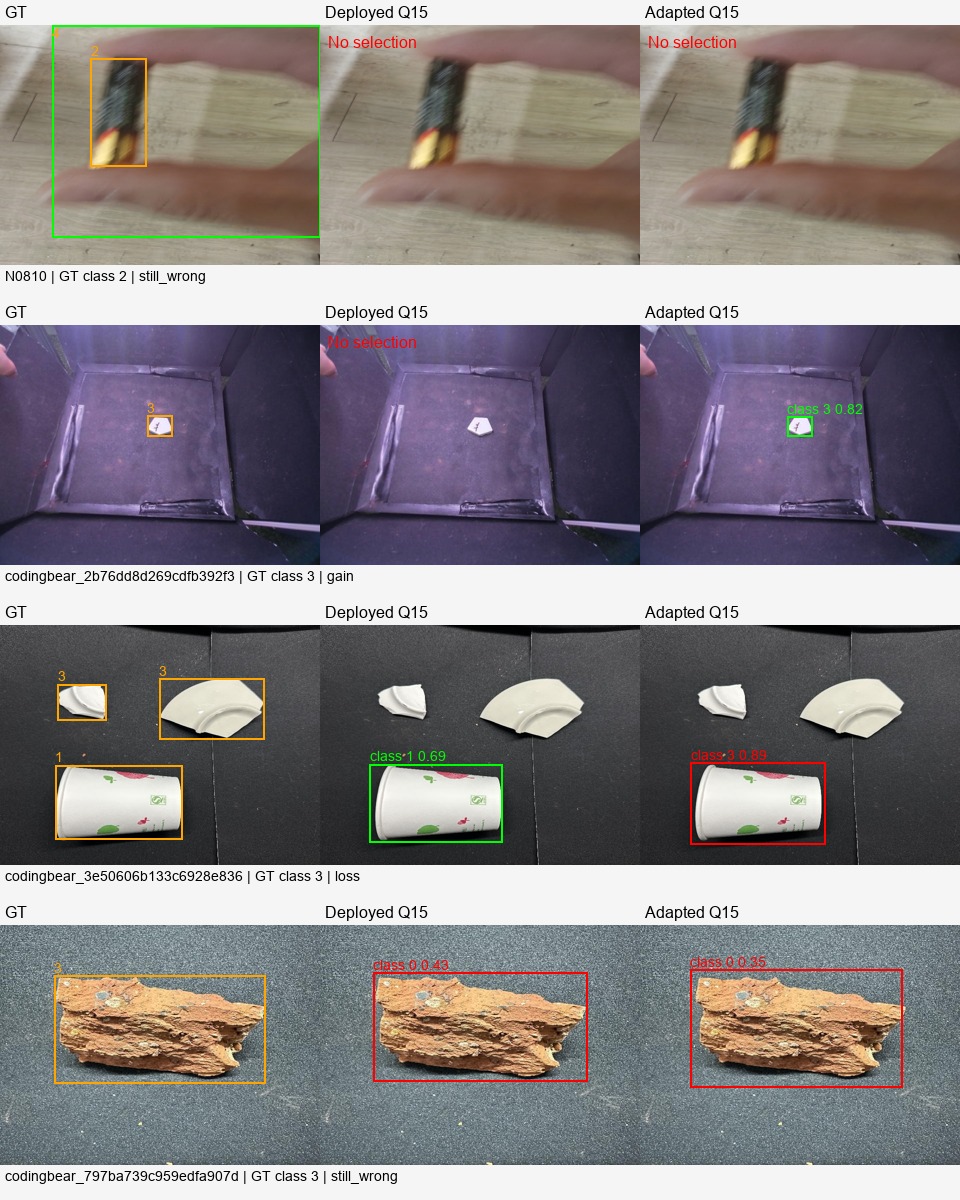 GT
Deployed Q15
Adapted Q15
2
No selection
No selection
N0810 | GT class 2 | still_wrong
GT
Deployed Q15
Adapted Q15
3
No selection
class 3 0.82
codingbear_2b76dd8d269cdfb392f3 | GT class 3 | gain
GT
Deployed Q15
Adapted Q15
3
3
1
class 1 0.69
class 3 0.89
codingbear_3e50606b133c6928e836 | GT class 3 | loss
GT
Deployed Q15
Adapted Q15
3
class 0 0.43
class 0 0.35
codingbear_797ba739c959edfa907d | GT class 3 | still_wrong